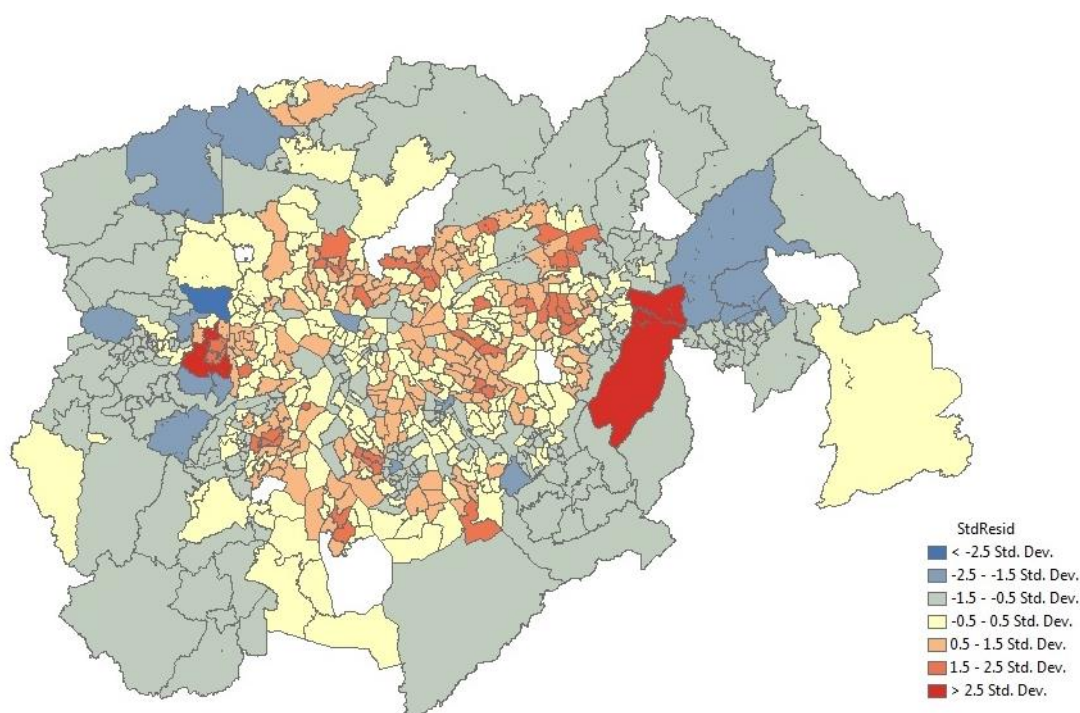 StdResid
< -2.5 Std. Dev.
-2.5 - -1.5 Std. Dev.
-1.5 - -0.5 Std. Dev.
-0.5 - 0.5 Std. Dev.
0.5 - 1.5 Std. Dev.
1.5 - 2.5 Std. Dev.
> 2.5 Std. Dev.